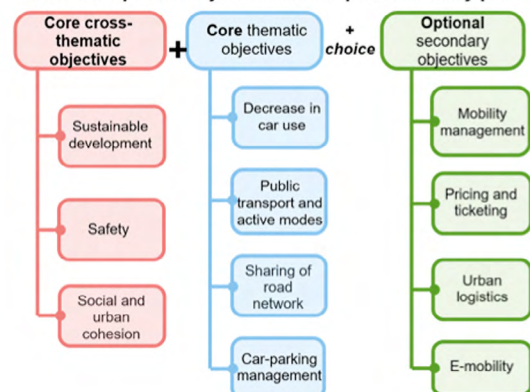 Core cross-
thematic
objectives
+
Core thematic
objectives
+
choice
Optional
secondary
objectives
Sustainable
development
Safety
Social and
urban
cohesion
Decrease in
car use
Public
transport and
active modes
Sharing of
road
network
Car-parking
management
Mobility
management
Pricing and
ticketing
Urban
logistics
E-mobility